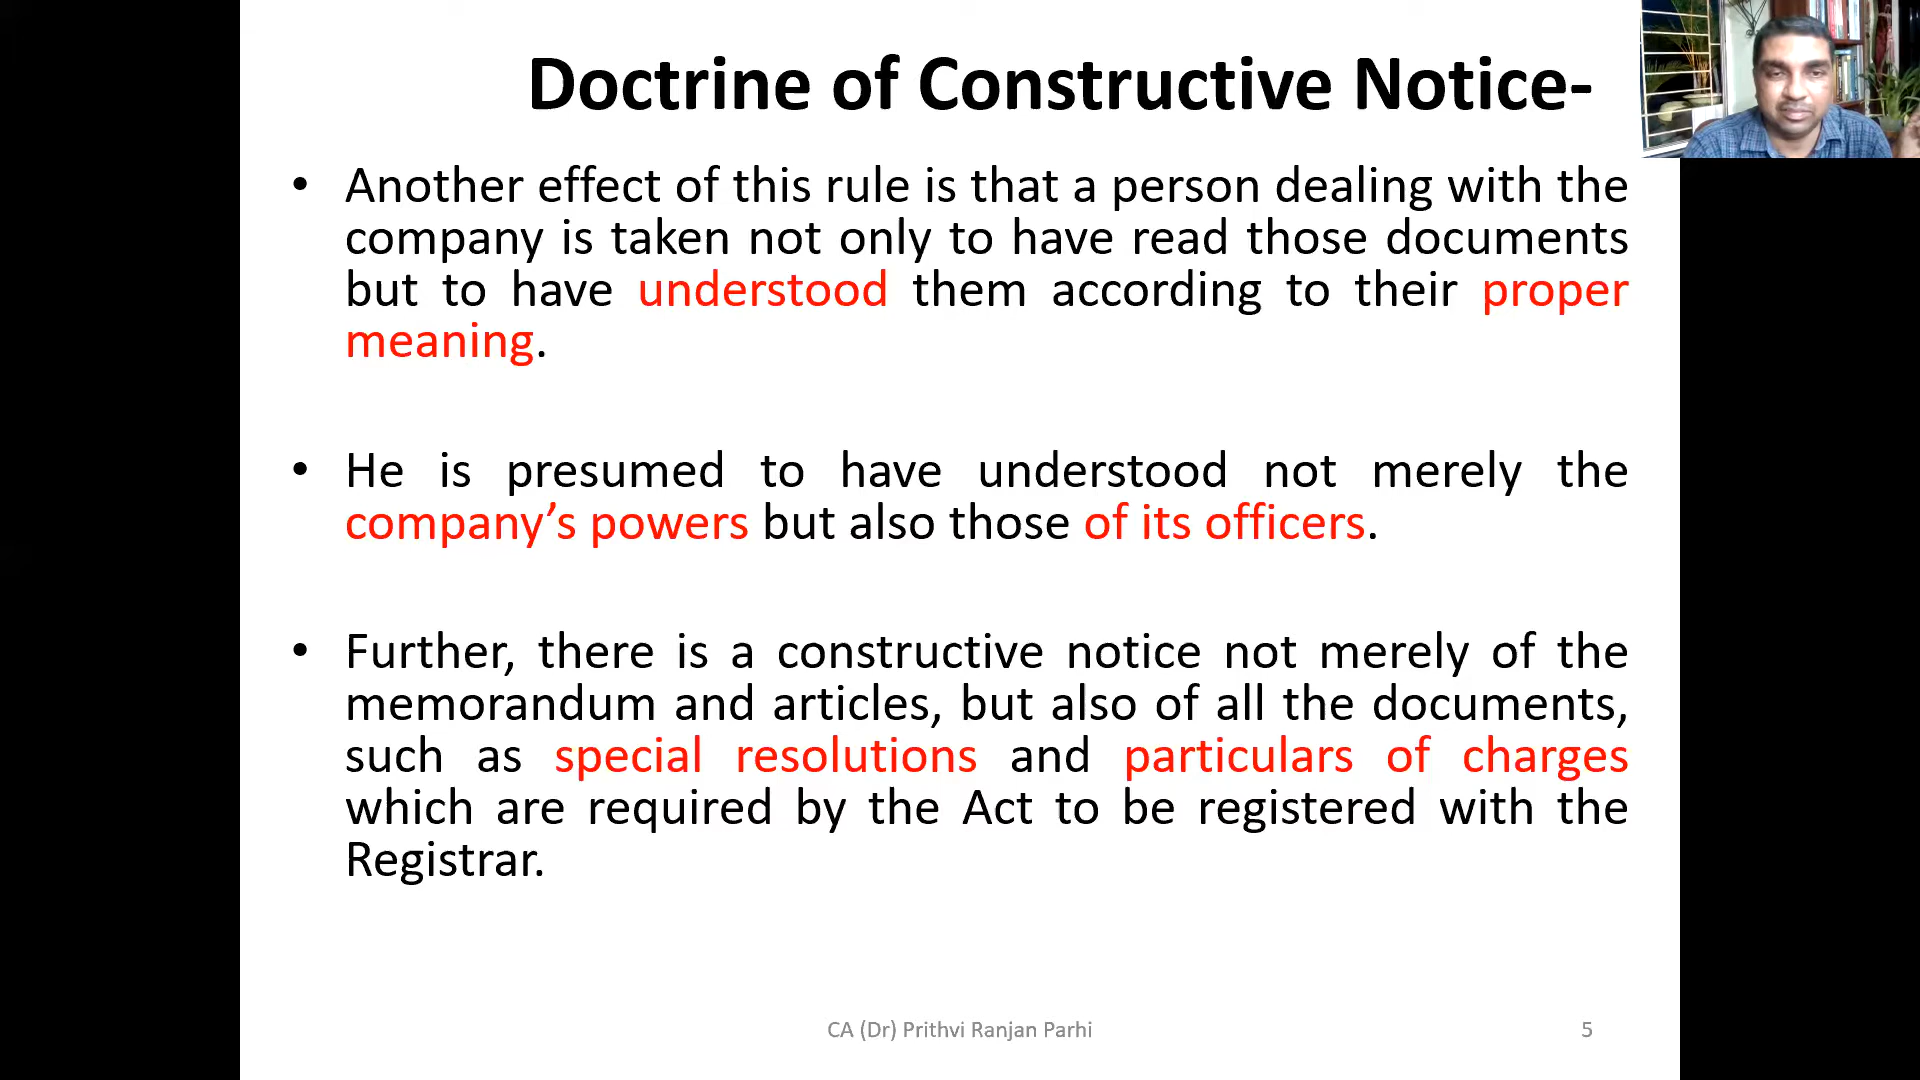 Doctrine of Constructive Notice-
• Another effect of this rule is that a person dealing with the
company is taken not only to have read those documents
but to have understood them according to their proper
meaning.
• He is presumed to have understood not merely the
company’s powers but also those of its officers.
• Further, there is a constructive notice not merely of the
memorandum and articles, but also of all the documents,
such as special resolutions and particulars of charges
which are required by the Act to be registered with the
Registrar.
CA (Dr) Prithvi Ranjan Parhi
5